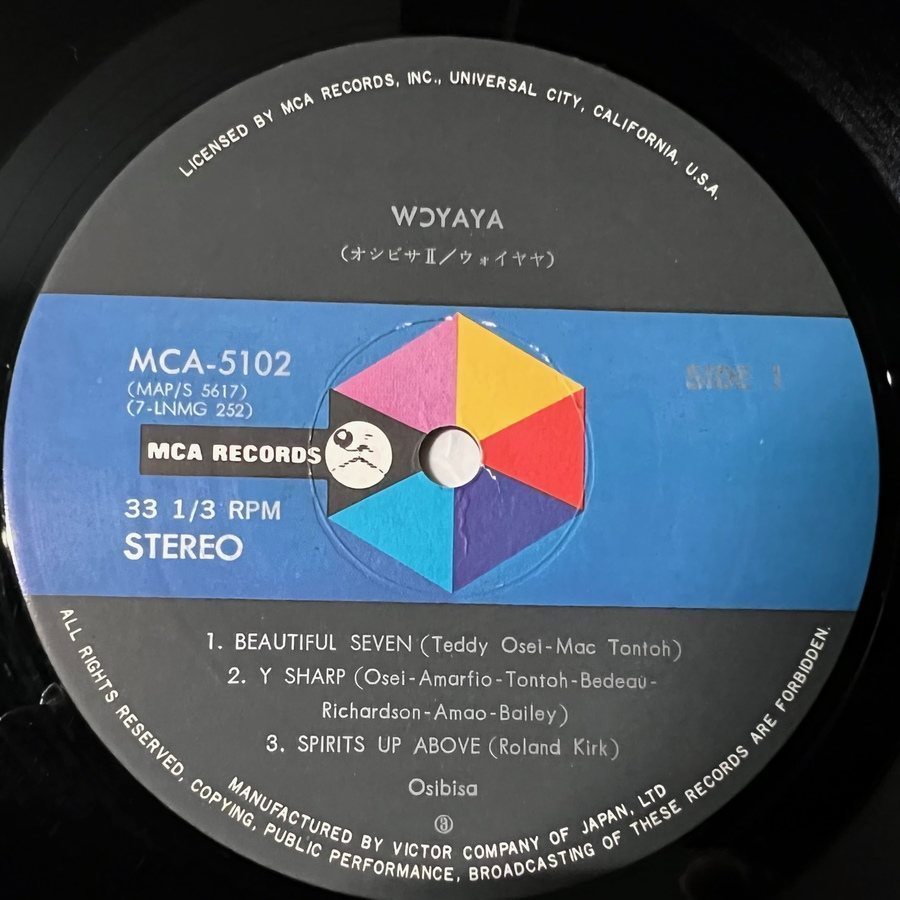 LICENSED BY MCA RECORDS, INC., UNIVERSAL CITY, CALIFORNIA, U.S.A.
WƆYAYA
(オシビサⅡ/ウォイヤヤ)
MCA-5102
SIDE 1
(MAP/S 5617)
(7-LNMG 252)
MCA RECORDS
33 1/3 RPM
STEREO
1. BEAUTIFUL SEVEN (Teddy Osei-Mac Tontoh)
2. Y SHARP (Osei-Amarfio-Tontoh-Bedeau-
Richardson-Amao-Bailey)
3. SPIRITS UP ABOVE (Roland Kirk)
Osibisa
ALL RIGHTS RESERVED, COPYING, PUBLIC PERFORMANCE, BROADCASTING OF THESE RECORDS ARE FORBIDDEN.
MANUFACTURED BY VICTOR COMPANY OF JAPAN, LTD